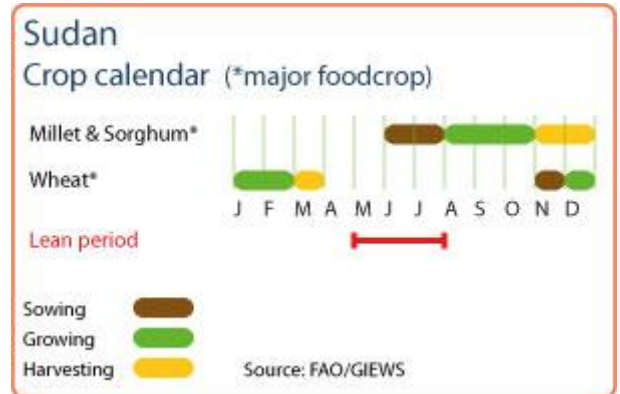 Sudan
Crop calendar (*major foodcrop)
Millet & Sorghum*
Wheat*
J F M A M J J A S O N D
Lean period
Sowing
Growing
Harvesting
Source: FAO/GIEWS